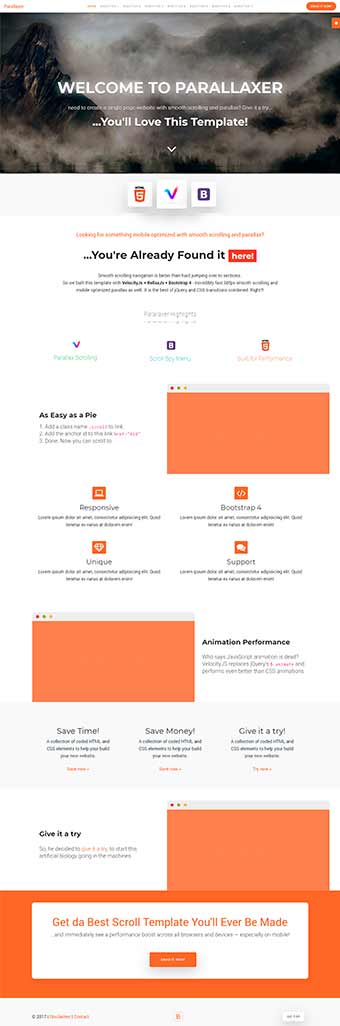 Parallaxer
HOME
WELCOME TO PARALLAXER
need to create a single page website with smooth scrolling and parallax? Give it a try...
...You'll Love This Template!
Looking for something mobile optimized with smooth scrolling and parallax?
...You're Already Found it here!
Smooth scrolling navigation is better than hard jumping over to sections.
So we built this template with Velocity.js + Rellax.js + Bootstrap 4 - incredibly fast 60fps smooth scrolling and
mobile optimized parallax as well. It is the best of jQuery and CSS transitions combined. Right?!
Parallaxer Highlights
Parallax Scrolling
Scroll Spy Menu
Built for Performance
As Easy as a Pie
1. Add a class name .scroll to link.
2. Add the anchor id to this link href="#id"
3. Done. Now you can scroll to.
Responsive
Lorem ipsum dolor sit amet, consectetur adipisicing elit. Quod
tenetur ex natus at dolorem enim!
Bootstrap 4
Lorem ipsum dolor sit amet, consectetur adipisicing elit. Quod
tenetur ex natus at dolorem enim!
Unique
Lorem ipsum dolor sit amet, consectetur adipisicing elit. Quod
tenetur ex natus at dolorem enim!
Support
Lorem ipsum dolor sit amet, consectetur adipisicing elit. Quod
tenetur ex natus at dolorem enim!
Animation Performance
Who says JavaScript animation is dead?
Velocity.JS replaces jQuery's $.animate and
performs even better than CSS animations
Save Time!
A collection of coded HTML and
CSS elements to help your build
your new website.
Save now »
Save Money!
A collection of coded HTML and
CSS elements to help your build
your new website.
Save now »
Give it a try!
A collection of coded HTML and
CSS elements to help your build
your new website.
Try now »
Give it a try
So, he decided to give it a try, to start this
artificial biology going in the machines.
Get da Best Scroll Template You'll Ever Be Made
...and immediately see a performance boost across all browsers and devices — especially on mobile!
GRAB IT NOW!
© 2017 | Disclaimer | Contact
GO TOP